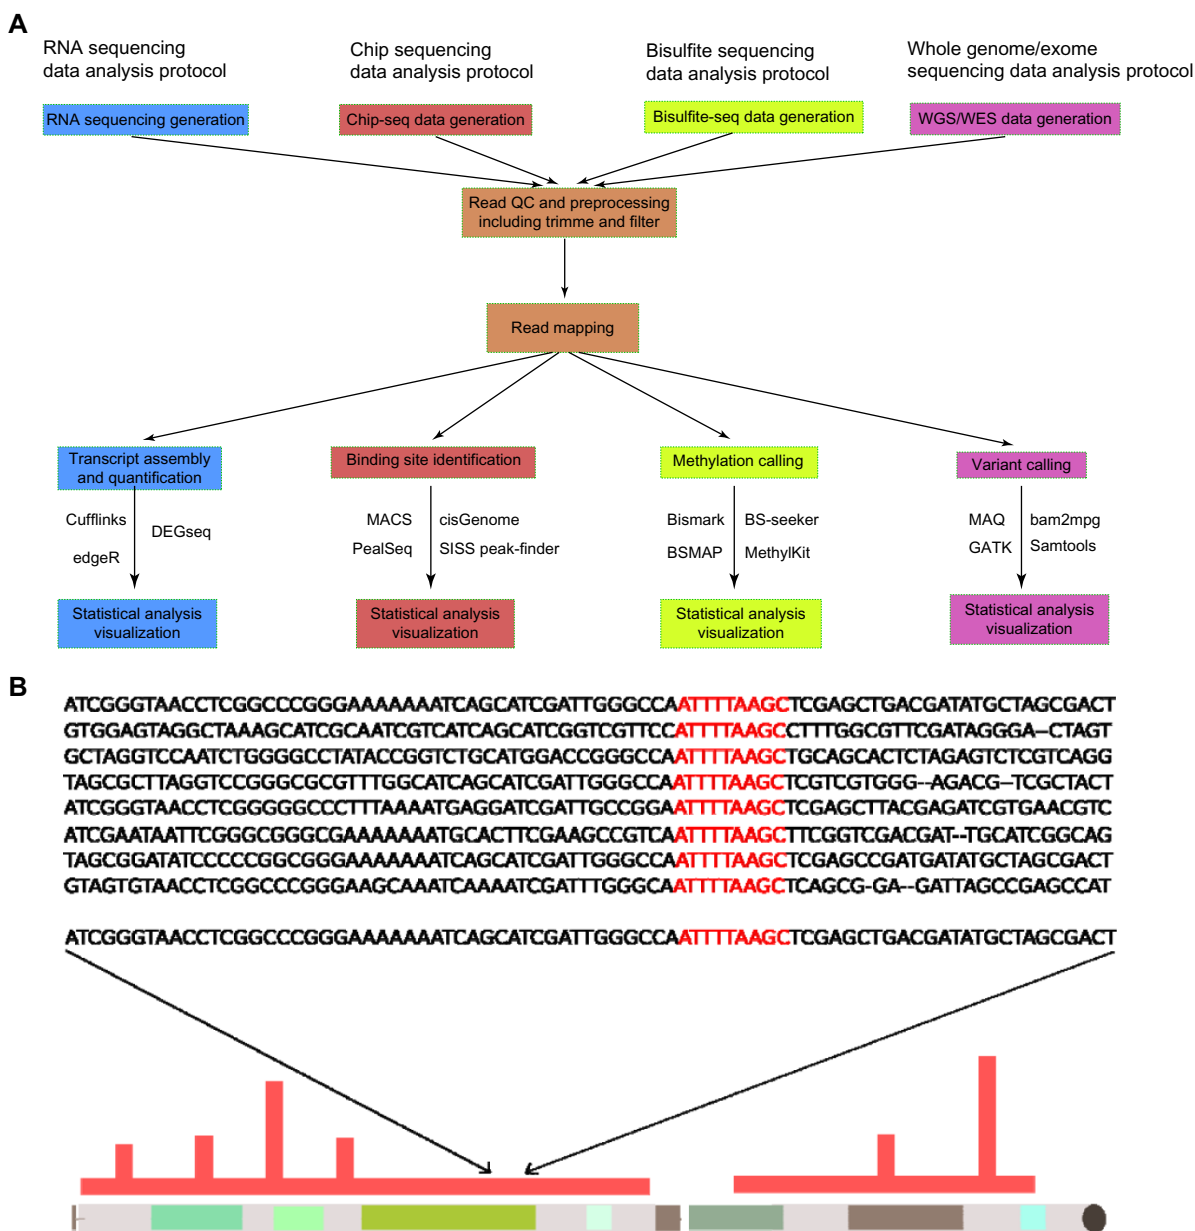 A
RNA sequencing
data analysis protocol
Chip sequencing
data analysis protocol
Bisulfite sequencing
data analysis protocol
Whole genome/exome
sequencing data analysis protocol
RNA sequencing generation
Chip-seq data generation
Bisulfite-seq data generation
WGS/WES data generation
Read QC and preprocessing
including trimme and filter
Read mapping
Transcript assembly
and quantification
Binding site identification
Methylation calling
Variant calling
Cufflinks
DEGseq
edgeR
MACS
cisGenome
PealSeq
SISS peak-finder
Bismark
BS-seeker
BSMAP
MethylKit
MAQ
bam2mpg
GATK
Samtools
Statistical analysis
visualization
Statistical analysis
visualization
Statistical analysis
visualization
Statistical analysis
visualization
B
ATCGGGTAACCTCGGCCCGGGAAAAAAATCAGCATCGATTGGGCCAATTTTAAGCTCGAGCTGACGATATGCTAGCGACT
GTGGAGTAGGCTAAAGCATCGCAATCGTCATCAGCATCGGTCGTTCCATTTTAAGCCTTTGGCGTTCGATAGGGA–CTAGT
GCTAGGTCCAATCTGGGGCCTATACCGGTCTGCATGGACCGGGCCAATTTTAAGCTGCAGCACTCTAGAGTCTCGTCAGG
TAGCGCTTAGGTCCGGGGCGCGTTTGGCATCAGCATCGATTGGGCCAATTTTAAGCTCGTCGTGGG--AGACG–TCGCTACT
ATCGGGTAACCTCGGGGGCCCTTTAAAATGAGGATCGATTGCCGGAATTTTAAGCTCGAGCTTACGAGATCGTGAACGTC
ATCGAATAATTCGGGCGGGCGAAAAAAATGCACTTCGAAGCCGTCAATTTTAAGCTTCGGTCGACGAT--TGCATCGGCAG
TAGCGGATATCCCCCGGCGGGAAAAAAATCAGCATCGATTGGGCCAATTTTAAGCTCGAGCCGATGATATGCTAGCGACT
GTAGTGTAACCTCGGCCCGGGAAGCAAATCAAAATCGATTTGGGCAATTTTAAGCTCAGCG-GA--GATTAGCCGAGCCAT
ATCGGGTAACCTCGGCCCGGGAAAAAAATCAGCATCGATTGGGCCAATTTTAAGCTCGAGCTGACGATATGCTAGCGACT